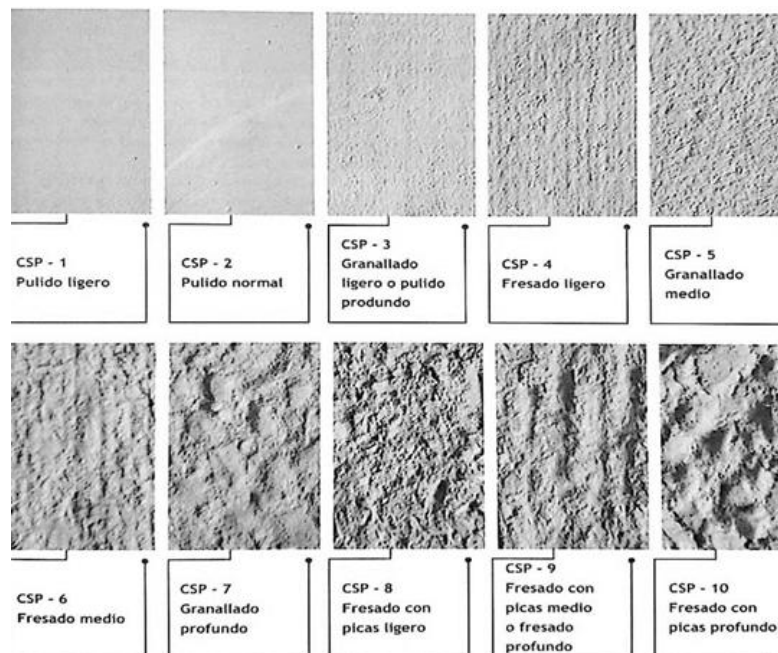 CSP - 1
Pulido ligero
CSP - 2
Pulido normal
CSP - 3
Granallado
ligero o pulido
produndo
CSP - 4
Fresado ligero
CSP - 5
Granallado
medio
CSP - 6
Fresado medio
CSP - 7
Granallado
profundo
CSP - 8
Fresado con
picas ligero
CSP - 9
Fresado con
picas medio
o fresado
profundo
CSP - 10
Fresado con
picas profundo